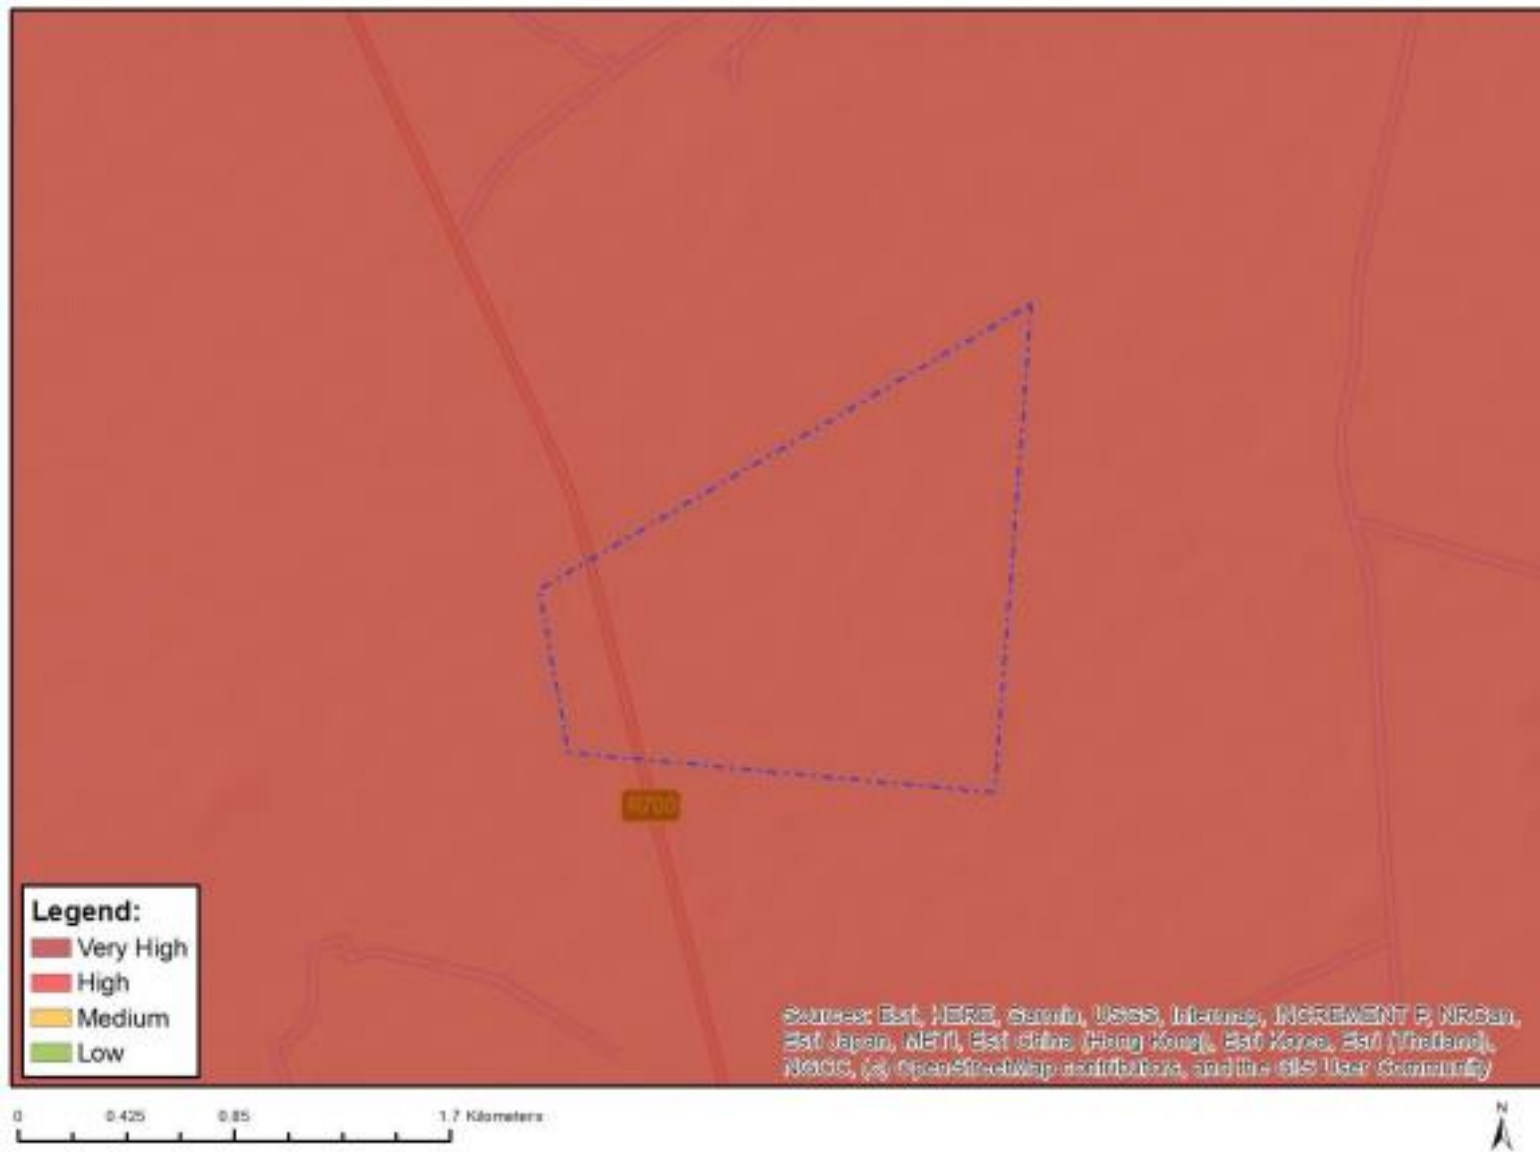 R700
Legend:
Very High
High
Medium
Low
Sources: Esri, HERE, Garmin, USGS, Intermap, INCREMENT P, NRCan,
Esri Japan, METI, Esri China (Hong Kong), Esri Korea, Esri (Thailand),
NGCC, (c) OpenStreetMap contributors, and the GIS User Community
0 0.425 0.85 1.7 Kilometers
N